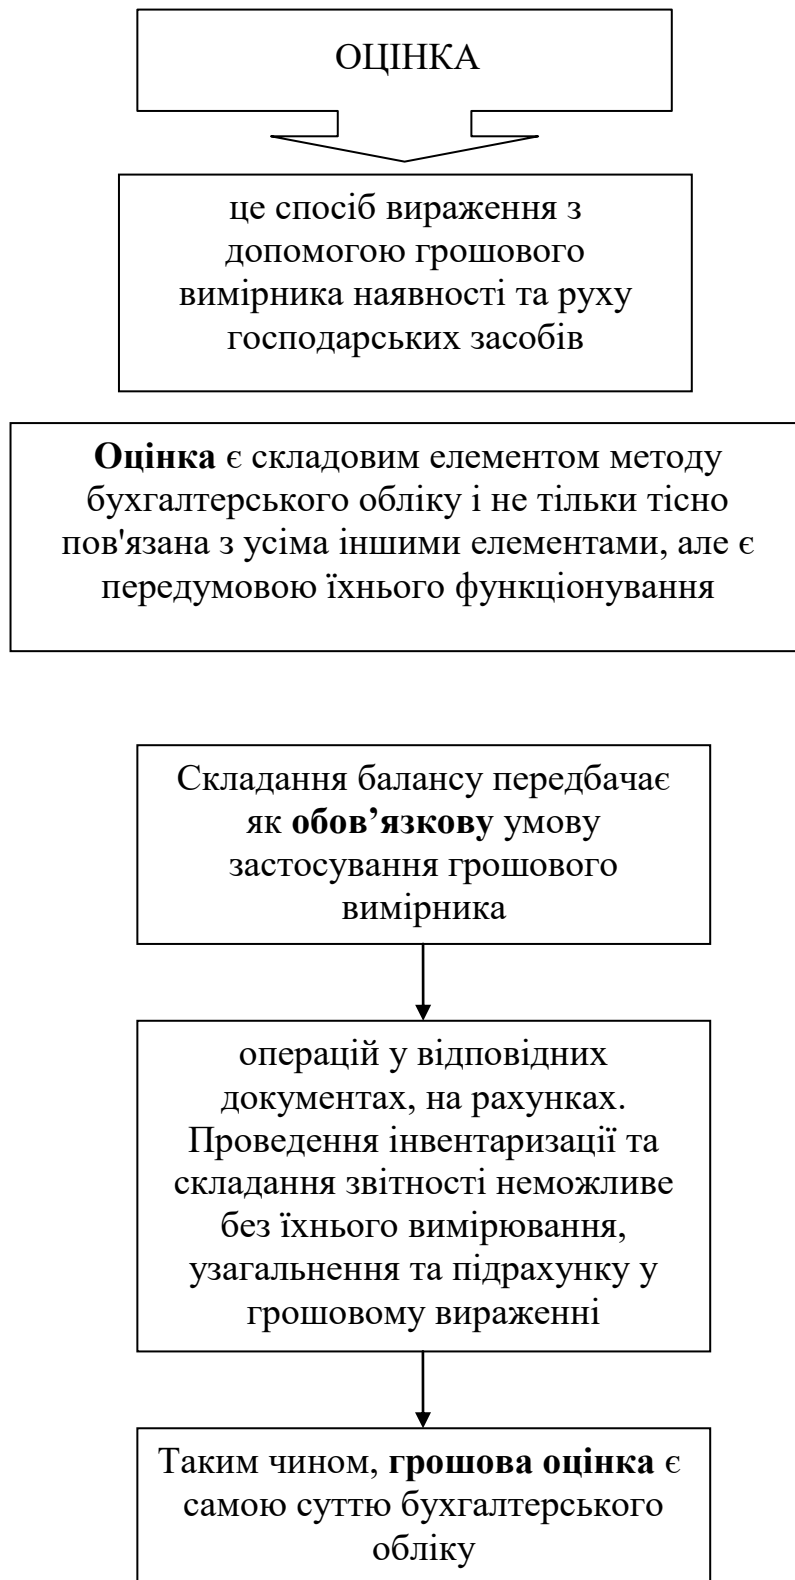 ОЦІНКА
це спосіб вираження з
допомогою грошового
вимірника наявності та руху
господарських засобів
Оцінка є складовим елементом методу
бухгалтерського обліку і не тільки тісно
пов'язана з усіма іншими елементами, але є
передумовою їхнього функціонування
Складання балансу передбачає
як обов’язкову умову
застосування грошового
вимірника
операцій у відповідних
документах, на рахунках.
Проведення інвентаризації та
складання звітності неможливе
без їхнього вимірювання,
узагальнення та підрахунку у
грошовому вираженні
Таким чином, грошова оцінка є
самою суттю бухгалтерського
обліку